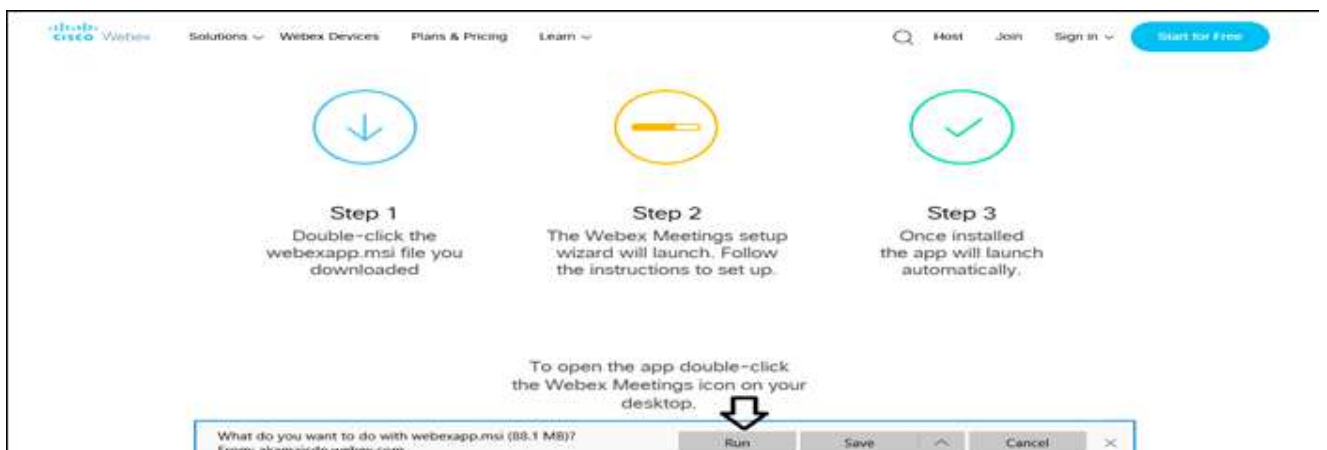 CISCO Webex Solutions Webex Devices Plans & Pricing Learn Host Join Sign in Start for Free
Step 1
Double-click the
webexapp.msi file you
downloaded
Step 2
The Webex Meetings setup
wizard will launch. Follow
the instructions to set up.
Step 3
Once installed
the app will launch
automatically.
To open the app double-click
the Webex Meetings icon on your
desktop.
What do you want to do with webexapp.msi (88.1 MB)?
Run Save Cancel
From: